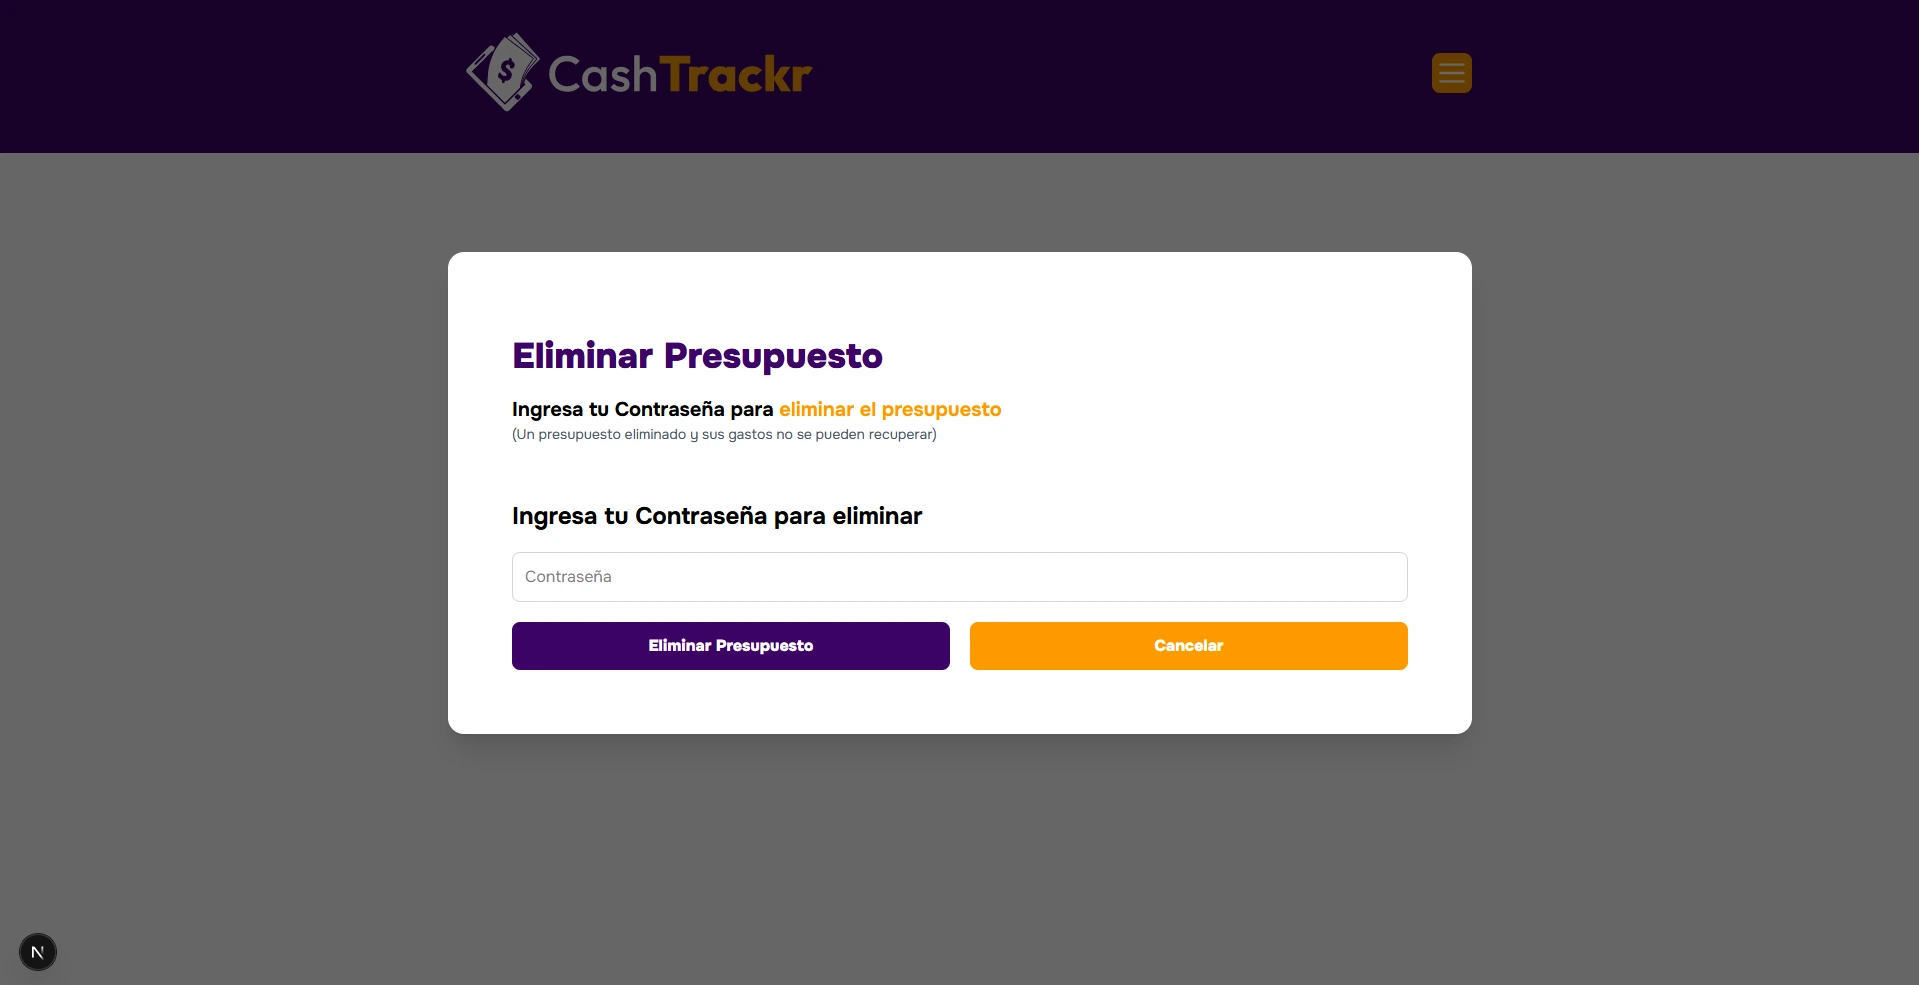 CashTrackr
Eliminar Presupuesto
Ingresa tu Contraseña para eliminar el presupuesto
(Un presupuesto eliminado y sus gastos no se pueden recuperar)
Ingresa tu Contraseña para eliminar
Contraseña
Eliminar Presupuesto
Cancelar
N